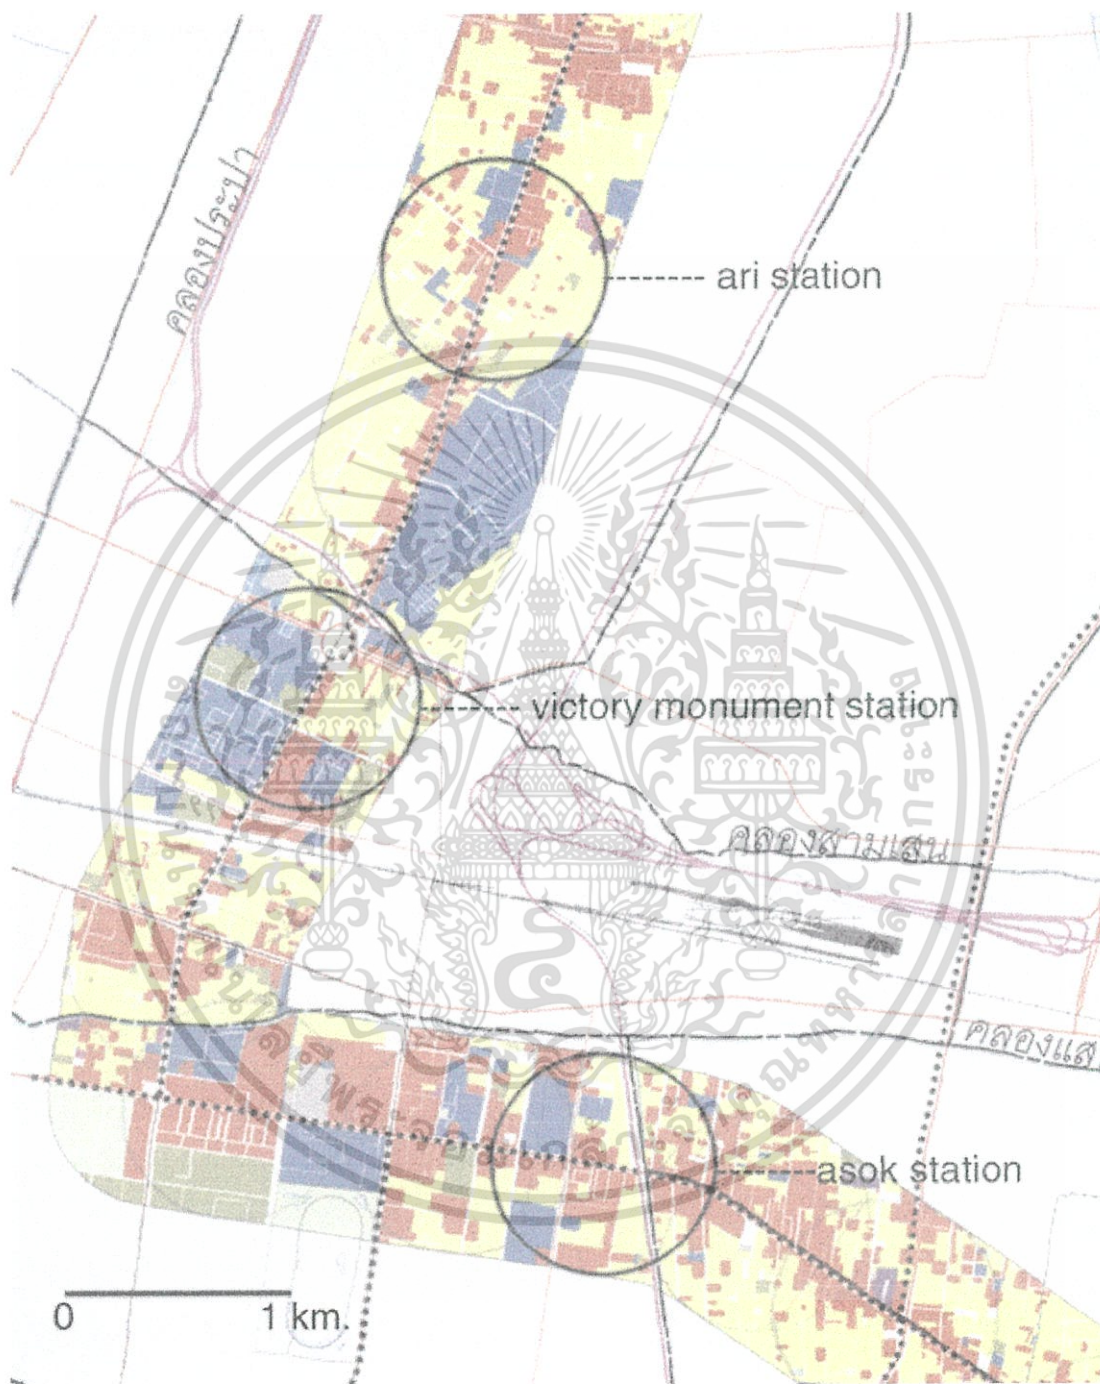 คลองประปา
ari station
victory monument station
คลองสามเสน
คลองแส
asok station
0 1 km.